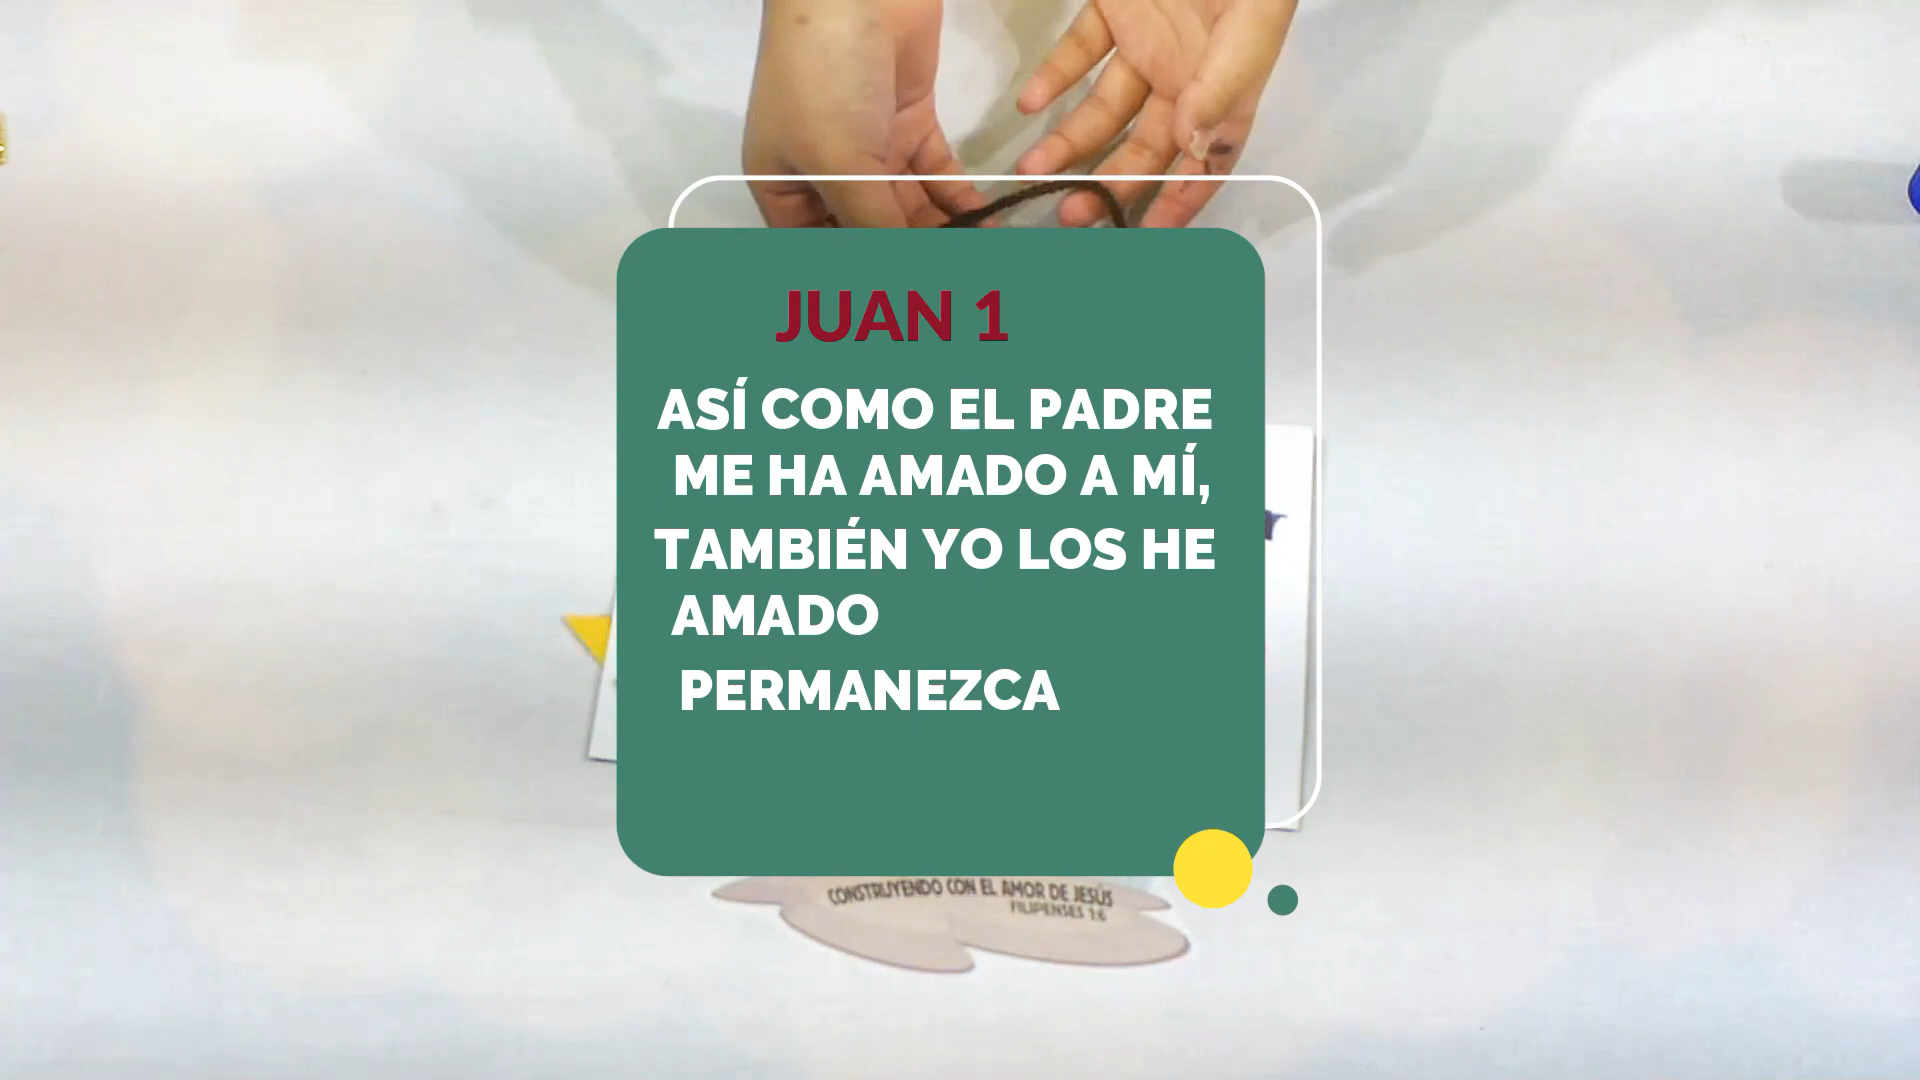 JUAN 1
ASÍ COMO EL PADRE
ME HA AMADO A MÍ,
TAMBIÉN YO LOS HE
AMADO
PERMANEZCA
CONSTRUYENDO CON EL AMOR DE JESÚS
FILIPENSES 1:6